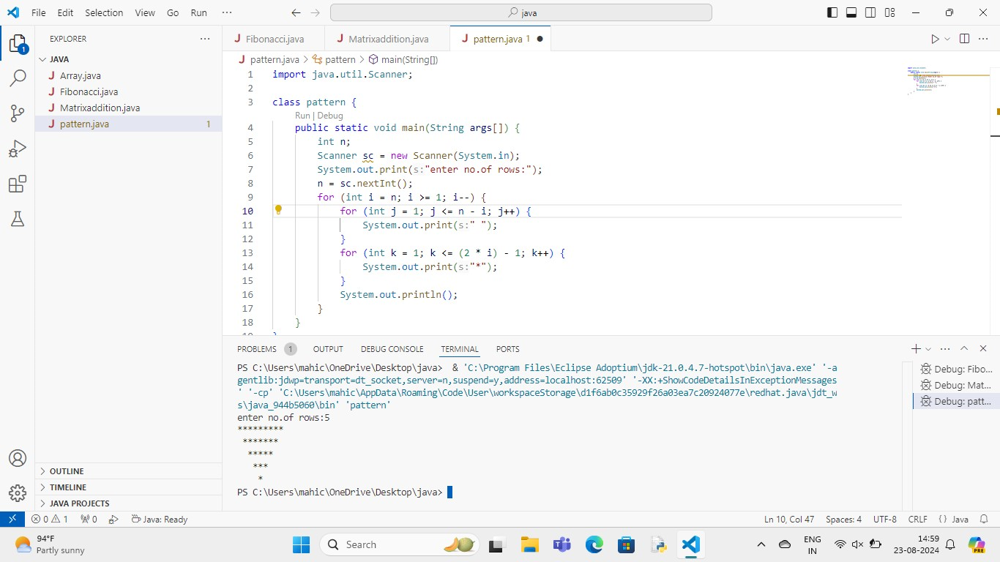 File Edit Selection View Go Run ···
java
EXPLORER ···
JAVA
J Array.java
J Fibonacci.java
J Matrixaddition.java
J pattern.java 1
1
J Fibonacci.java
J Matrixaddition.java
J pattern.java 1 ●
J pattern.java > pattern > main(String[])
1 import java.util.Scanner;
2
3 class pattern {
Run | Debug
4 public static void main(String args[]) {
5 int n;
6 Scanner sc = new Scanner(System.in);
7 System.out.print(s:"enter no.of rows:");
8 n = sc.nextInt();
9 for (int i = n; i >= 1; i--) {
10 for (int j = 1; j <= n - i; j++) {
11 System.out.print(s:" ");
12 }
13 for (int k = 1; k <= (2 * i) - 1; k++) {
14 System.out.print(s:"*");
15 }
16 System.out.println();
17 }
18 }
PROBLEMS 1 OUTPUT DEBUG CONSOLE TERMINAL PORTS
PS C:\Users\mahic\OneDrive\Desktop\java>  & 'C:\Program Files\Eclipse Adoptium\jdk-21.0.4.7-hotspot\bin\java.exe' '-a
gentlib:jdwp=transport=dt_socket,server=n,suspend=y,address=localhost:62509' '-XX:+ShowCodeDetailsInExceptionMessages
' '-cp' 'C:\Users\mahic\AppData\Roaming\Code\User\workspaceStorage\d1f6ab0c35929f26a03ea7c20924077e\redhat.java\jdt_w
s\java_944b5060\bin' 'pattern'
enter no.of rows:5
*********
 *******
  *****
   ***
    *
PS C:\Users\mahic\OneDrive\Desktop\java>
Debug: Fibo...
Debug: Mat...
Debug: patt...
OUTLINE
TIMELINE
JAVA PROJECTS
0 1 0 Java: Ready Ln 10, Col 47 Spaces: 4 UTF-8 CRLF {} Java
94°F
Partly sunny
Search
ENG
IN
14:59
23-08-2024
PRE